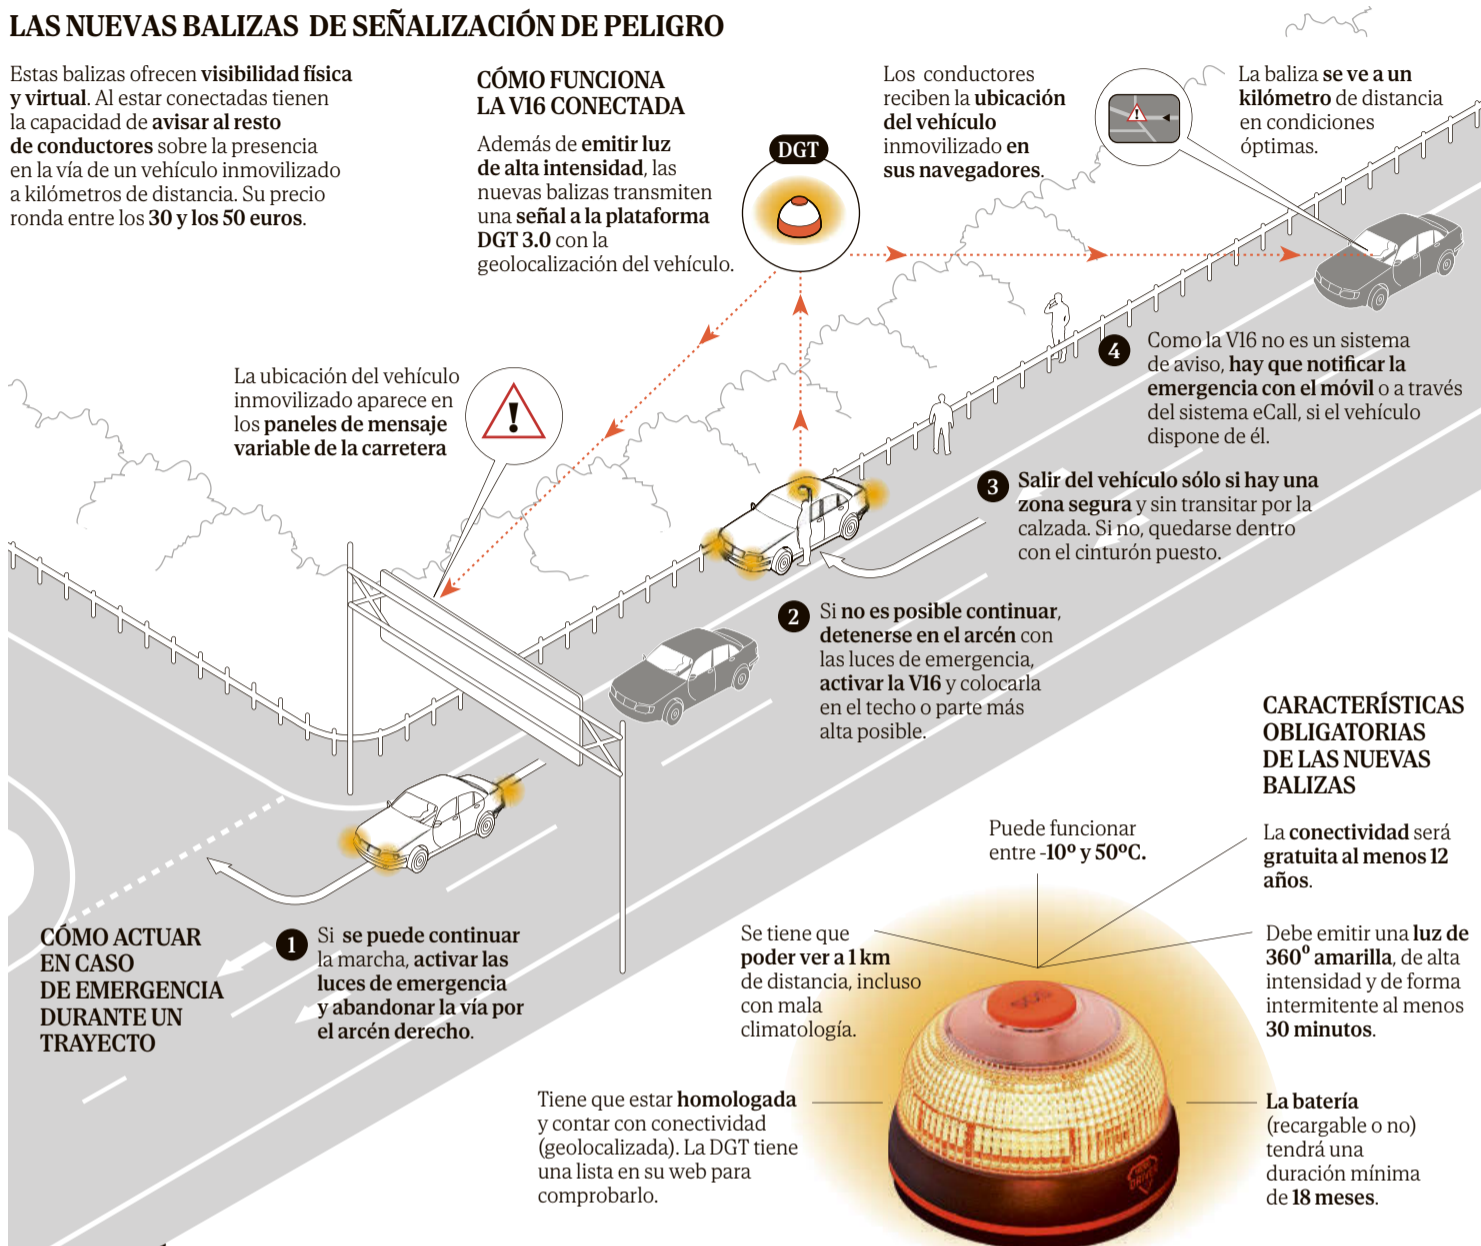 LAS NUEVAS BALIZAS DE SEÑALIZACIÓN DE PELIGRO
Estas balizas ofrecen visibilidad física
y virtual. Al estar conectadas tienen
la capacidad de avisar al resto
de conductores sobre la presencia
en la vía de un vehículo inmovilizado
a kilómetros de distancia. Su precio
ronda entre los 30 y los 50 euros.
CÓMO FUNCIONA
LA V16 CONECTADA
Además de emitir luz
de alta intensidad, las
nuevas balizas transmiten
una señal a la plataforma
DGT 3.0 con la
geolocalización del vehículo.
DGT
Los conductores
reciben la ubicación
del vehículo
inmovilizado en
sus navegadores.
La baliza se ve a un
kilómetro de distancia
en condiciones
óptimas.
La ubicación del vehículo
inmovilizado aparece en
los paneles de mensaje
variable de la carretera
4
Como la V16 no es un sistema
de aviso, hay que notificar la
emergencia con el móvil o a través
del sistema eCall, si el vehículo
dispone de él.
3
Salir del vehículo sólo si hay una
zona segura y sin transitar por la
calzada. Si no, quedarse dentro
con el cinturón puesto.
2
Si no es posible continuar,
detenerse en el arcén con
las luces de emergencia,
activar la V16 y colocarla
en el techo o parte más
alta posible.
CÓMO ACTUAR
EN CASO
DE EMERGENCIA
DURANTE UN
TRAYECTO
1
Si se puede continuar
la marcha, activar las
luces de emergencia
y abandonar la vía por
el arcén derecho.
CARACTERÍSTICAS
OBLIGATORIAS
DE LAS NUEVAS
BALIZAS
Puede funcionar
entre -10º y 50ºC.
La conectividad será
gratuita al menos 12
años.
Se tiene que
poder ver a 1 km
de distancia, incluso
con mala
climatología.
Debe emitir una luz de
360º amarilla, de alta
intensidad y de forma
intermitente al menos
30 minutos.
Tiene que estar homologada
y contar con conectividad
(geolocalizada). La DGT tiene
una lista en su web para
comprobarlo.
La batería
(recargable o no)
tendrá una
duración mínima
de 18 meses.
SOS
DRIVER